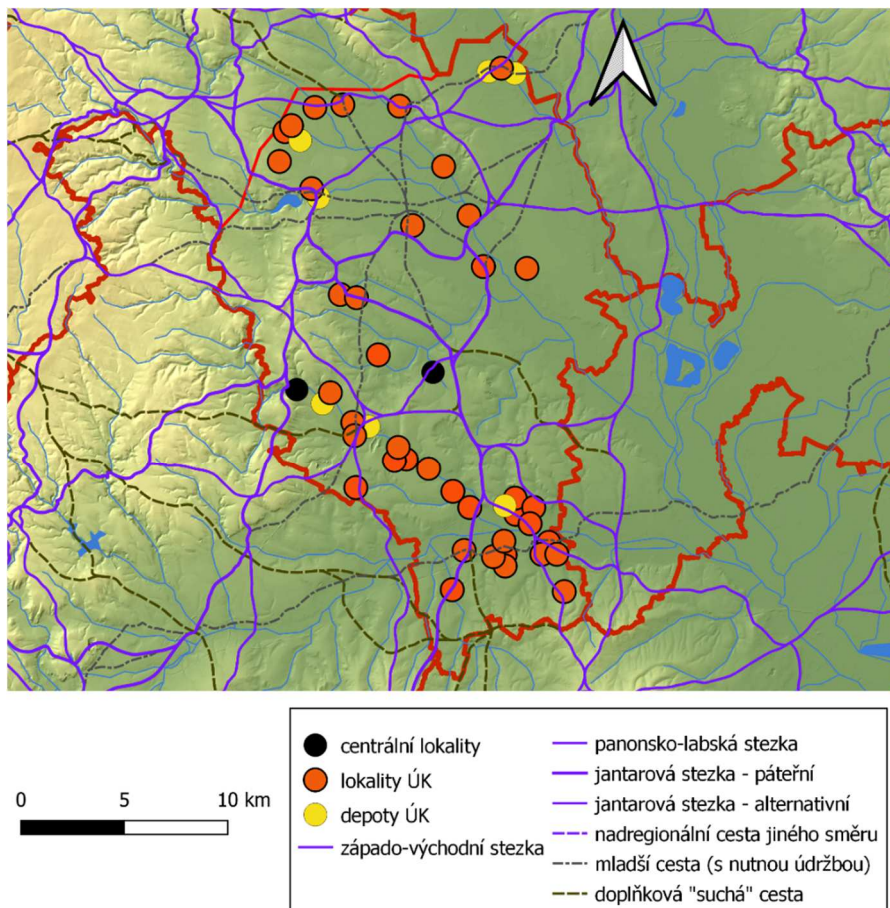 centrální lokality
lokality ÚK
depoty ÚK
západo-východní stezka
panonsko-labská stezka
jantarová stezka - páteřní
jantarová stezka - alternativní
nadregionální cesta jiného směru
mladší cesta (s nutnou údržbou)
doplňková "suchá" cesta
0 5 10 km